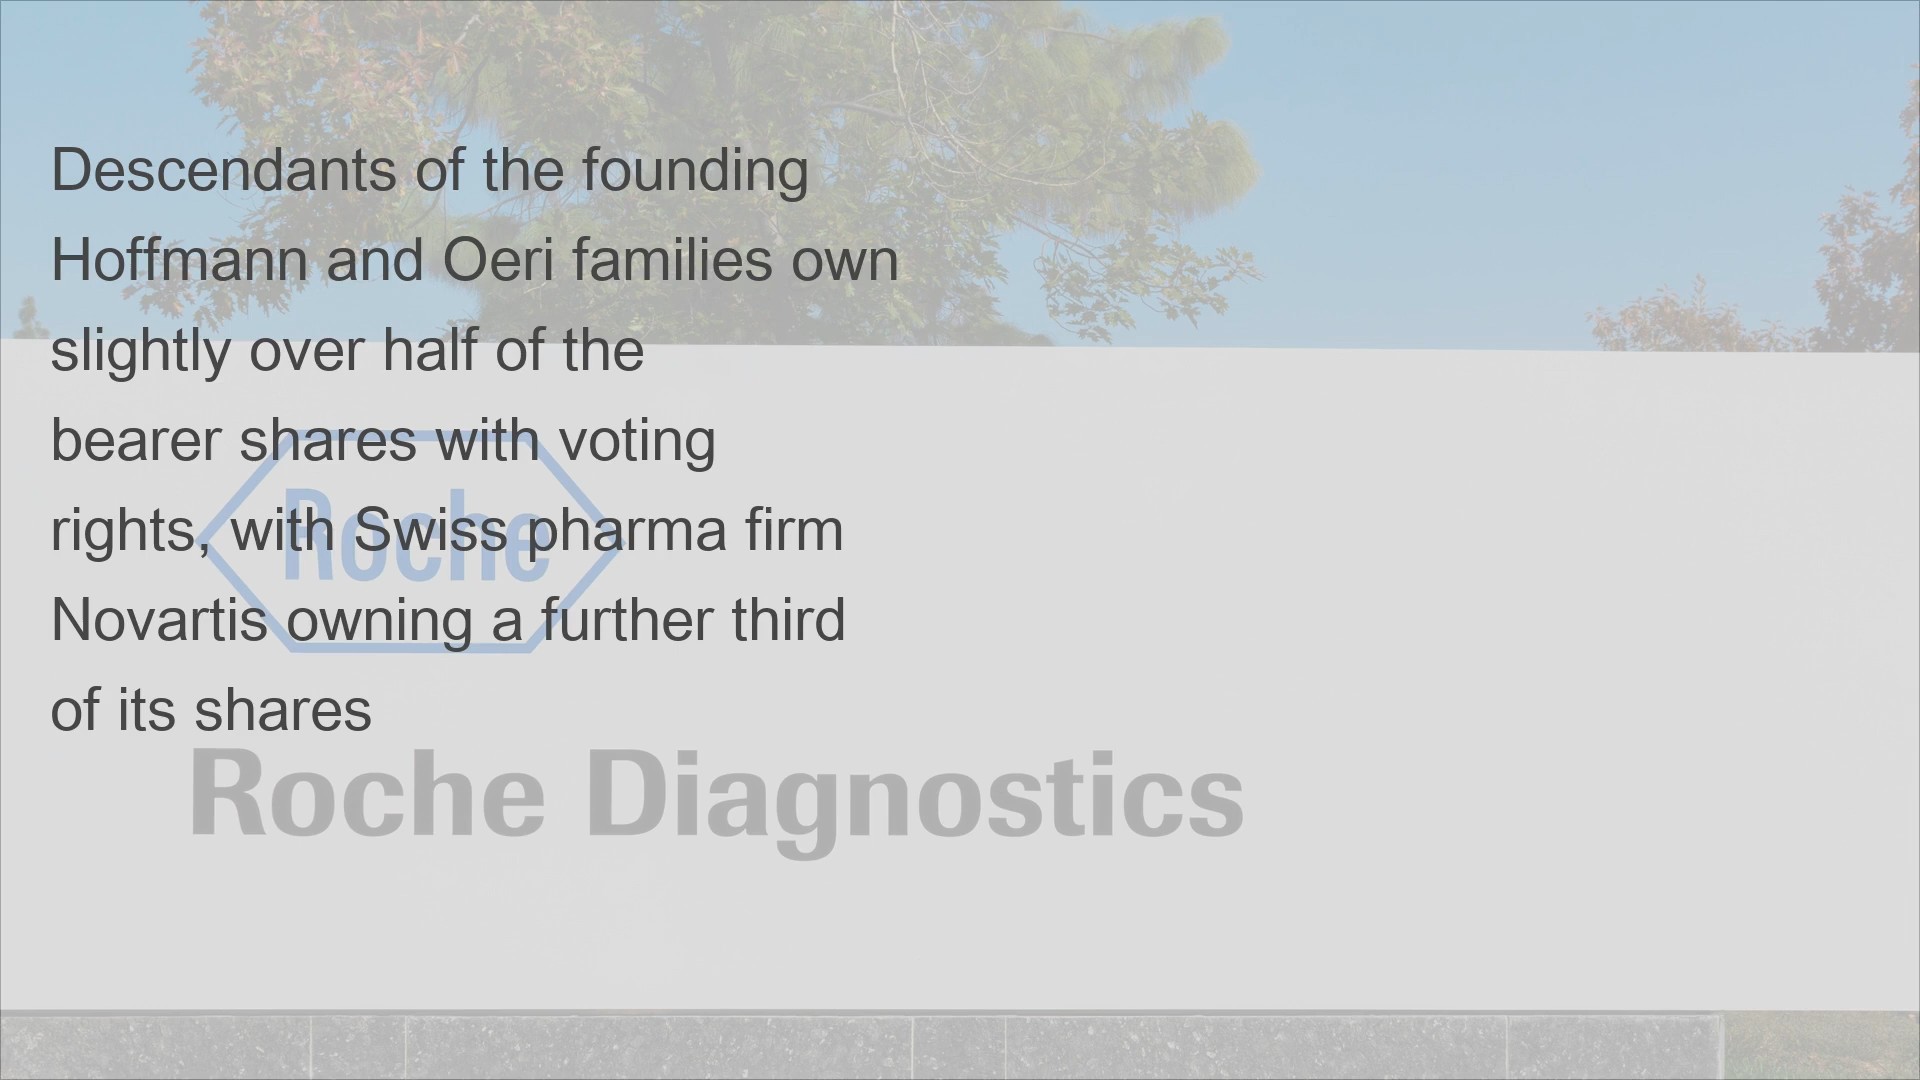 Descendants of the founding
Hoffmann and Oeri families own
slightly over half of the
bearer shares with voting
rights, with Swiss pharma firm
Novartis owning a further third
of its shares
Roche
Roche Diagnostics